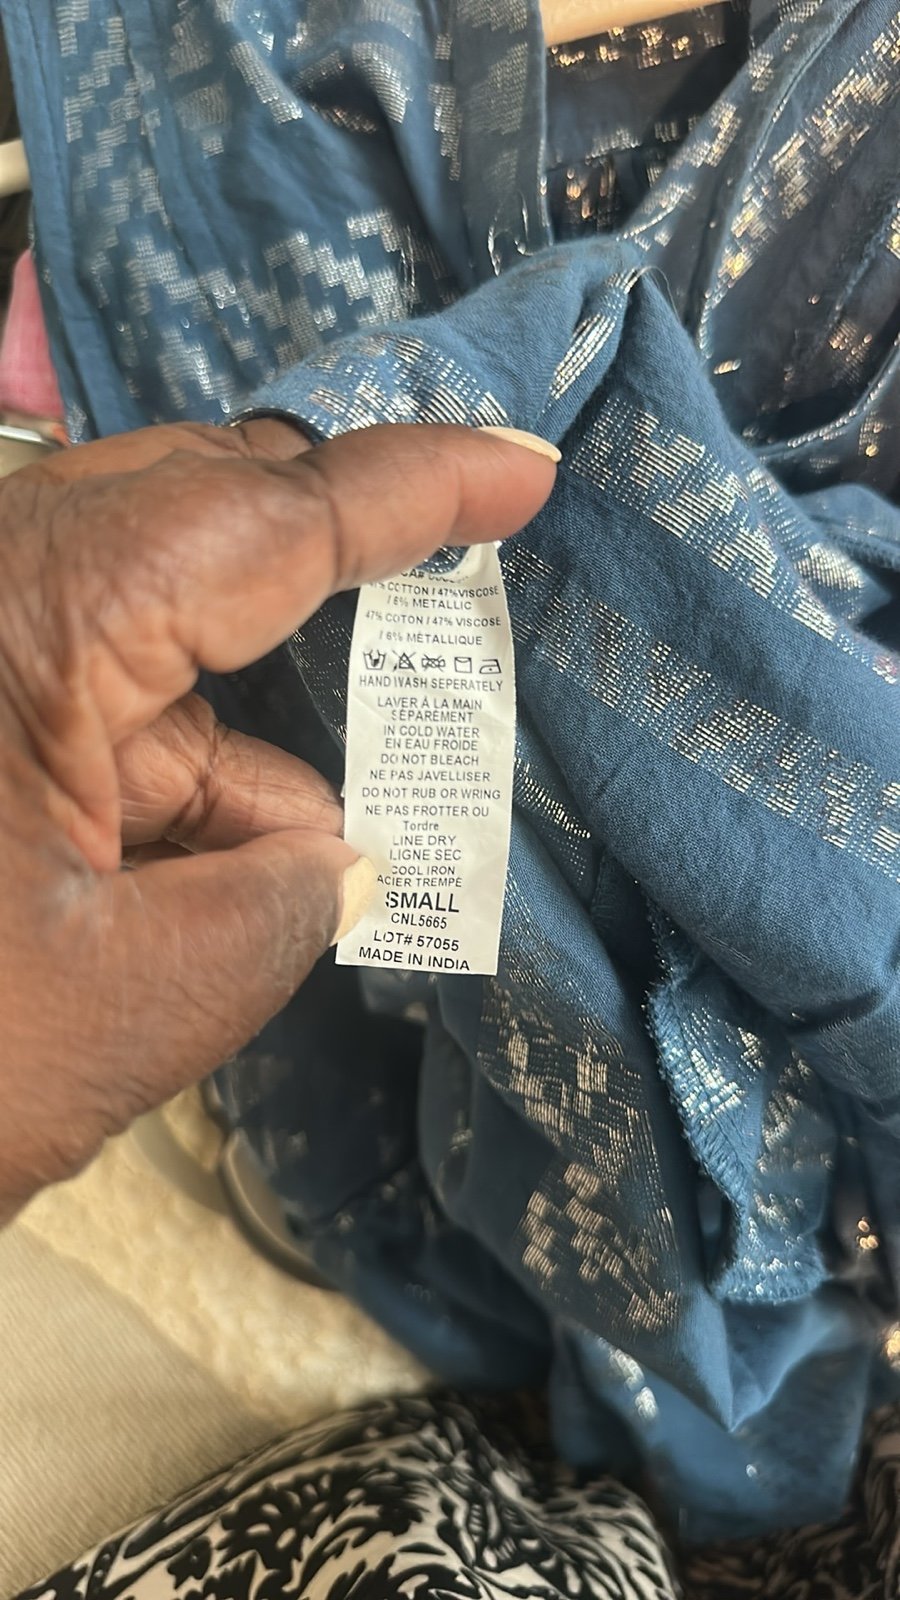 COTTON / 47%VISCOSE
/ 6% METALLIC
47% COTON / 47% VISCOSE
/ 6% MÉTALLIQUE
HAND WASH SEPERATELY
LAVER À LA MAIN
SÉPARÉMENT
IN COLD WATER
EN EAU FROIDE
DO NOT BLEACH
NE PAS JAVELLISER
DO NOT RUB OR WRING
NE PAS FROTTER OU
Tordre
LINE DRY
LIGNE SEC
COOL IRON
ACIER TREMPÉ
SMALL
CNL5665
LOT# 57055
MADE IN INDIA